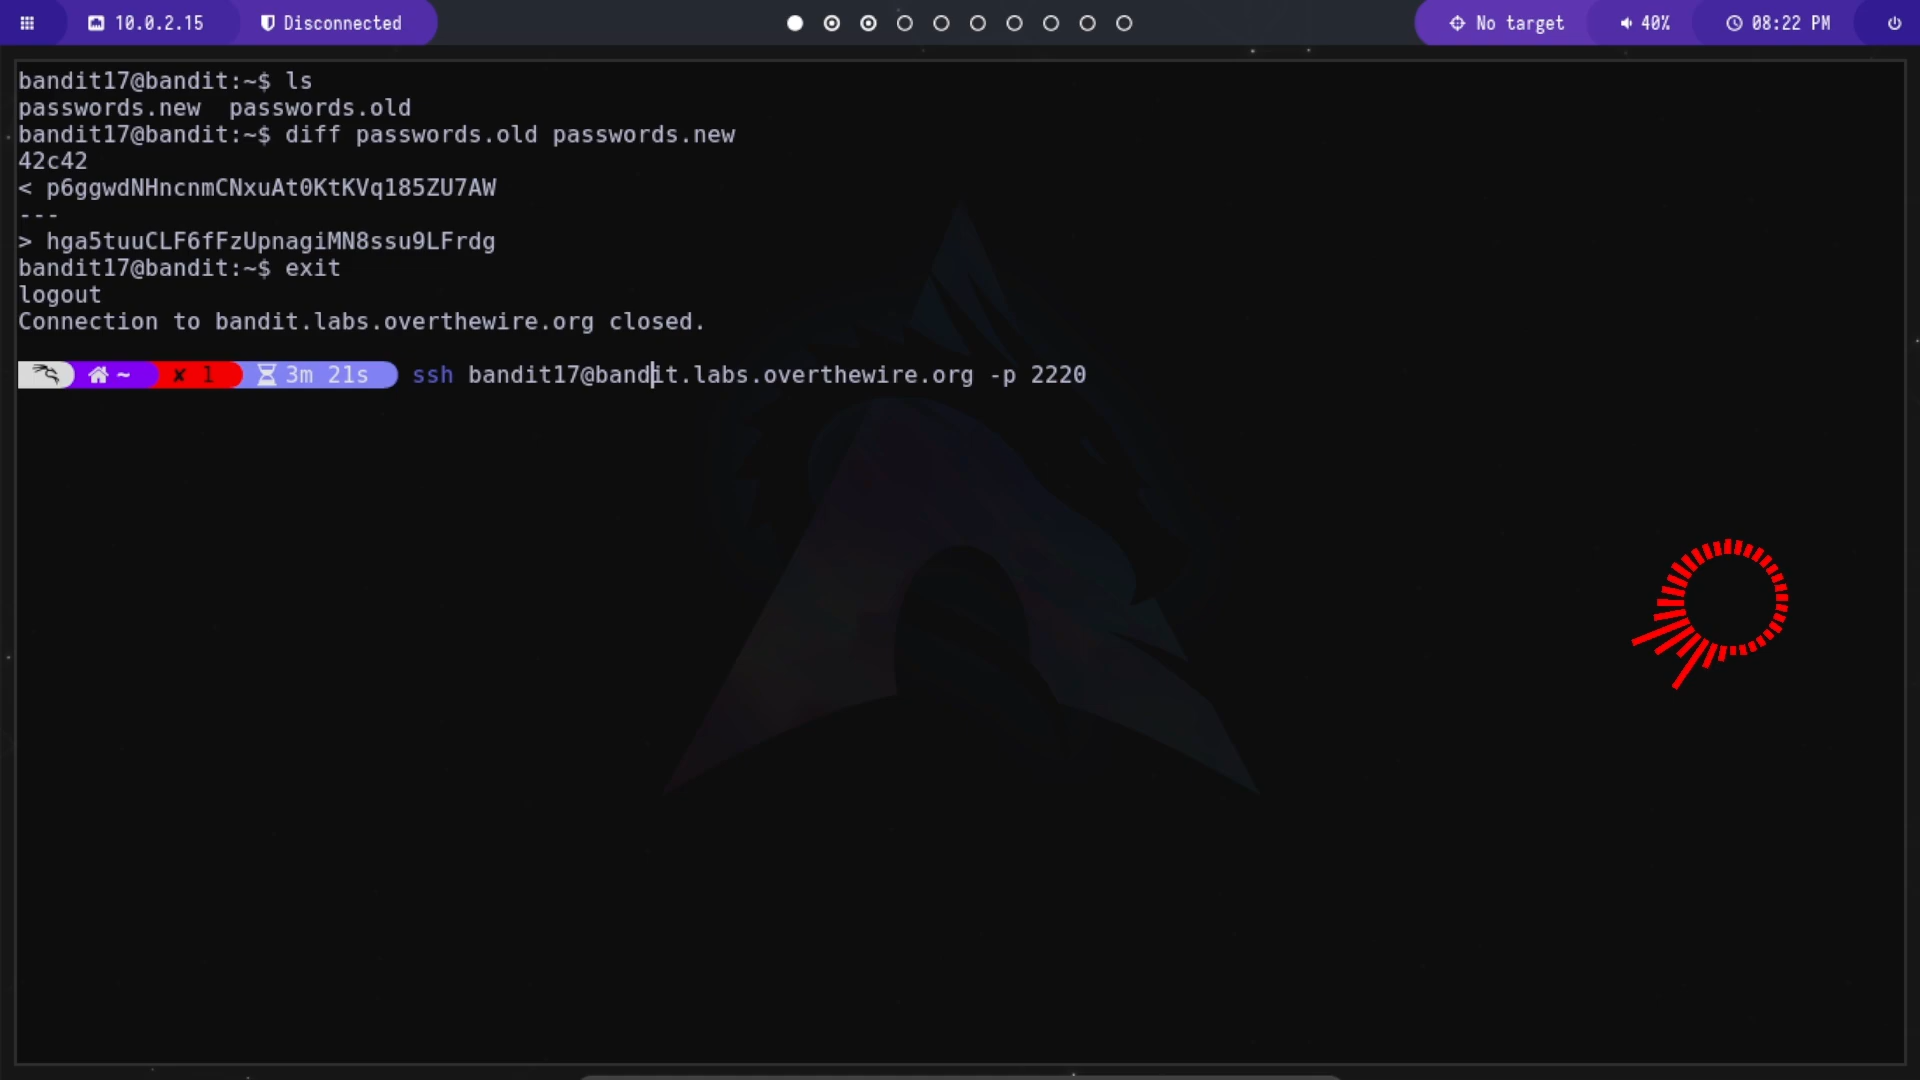 10.0.2.15 Disconnected No target 40% 08:22 PM
bandit17@bandit:~$ ls
passwords.new  passwords.old
bandit17@bandit:~$ diff passwords.old passwords.new
42c42
< p6ggwdNHncnmCNxuAt0KtKVq185ZU7AW
---
> hga5tuuCLF6fFzUpnagiMN8ssu9LFrdg
bandit17@bandit:~$ exit
logout
Connection to bandit.labs.overthewire.org closed.
~ ✘ 1 3m 21s ssh bandit17@bandit.labs.overthewire.org -p 2220